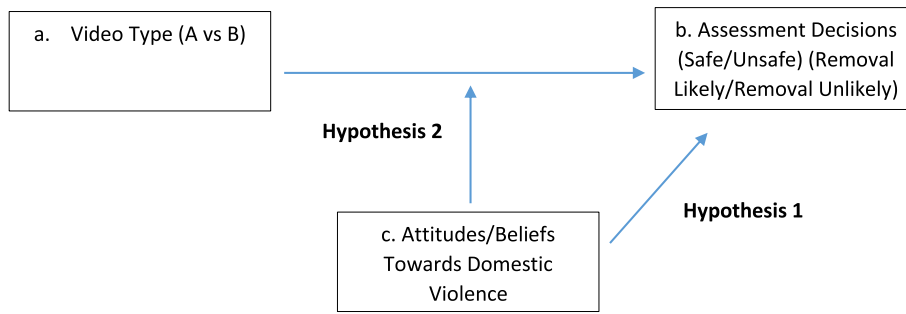 a. Video Type (A vs B)
b. Assessment Decisions
(Safe/Unsafe) (Removal
Likely/Removal Unlikely)
Hypothesis 2
Hypothesis 1
c. Attitudes/Beliefs
Towards Domestic
Violence